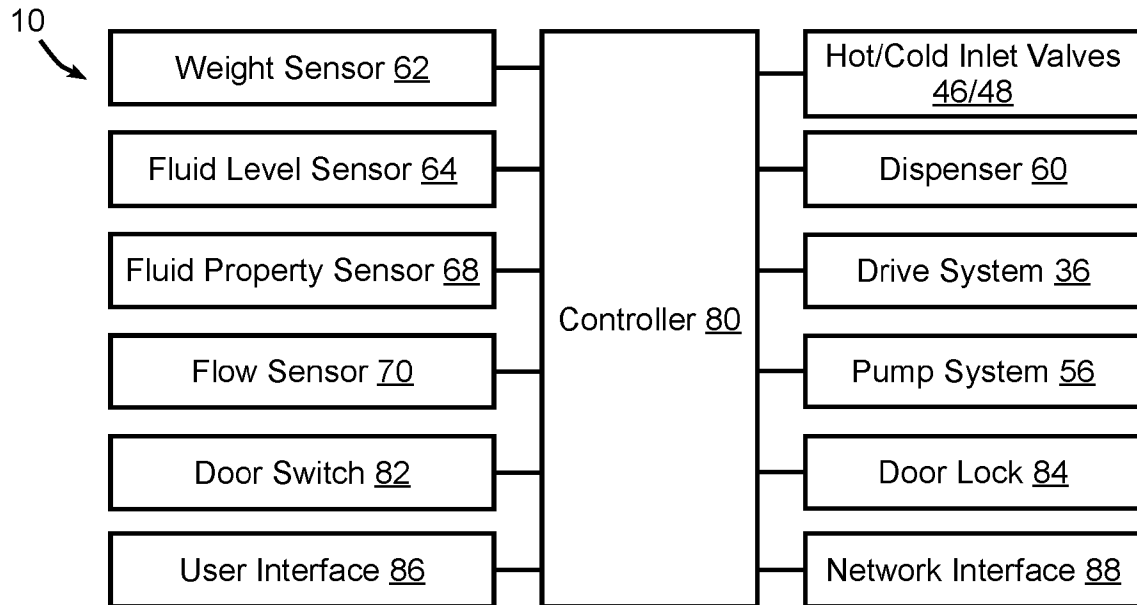 10
Weight Sensor 62
Fluid Level Sensor 64
Fluid Property Sensor 68
Flow Sensor 70
Door Switch 82
User Interface 86
Controller 80
Hot/Cold Inlet Valves
46/48
Dispenser 60
Drive System 36
Pump System 56
Door Lock 84
Network Interface 88